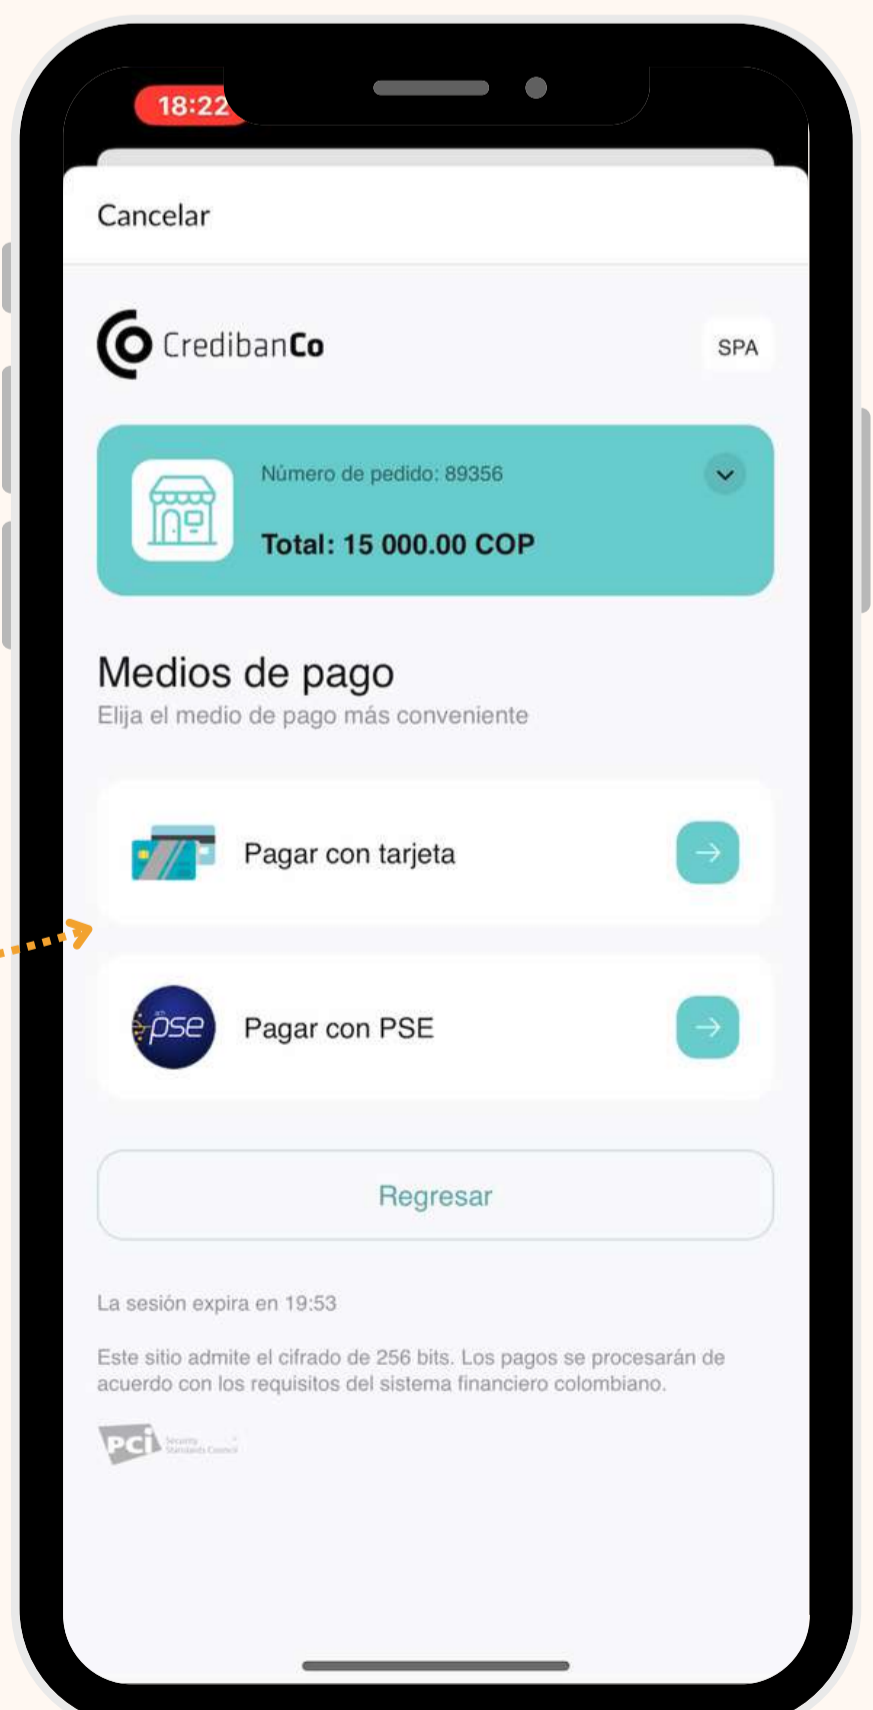 18:22
Cancelar
CredibanCo
SPA
Número de pedido: 89356
Total: 15 000.00 COP
Medios de pago
Elija el medio de pago más conveniente
Pagar con tarjeta
pse
Pagar con PSE
Regresar
La sesión expira en 19:53
Este sitio admite el cifrado de 256 bits. Los pagos se procesarán de
acuerdo con los requisitos del sistema financiero colombiano.
PCi
Security
Standards Council